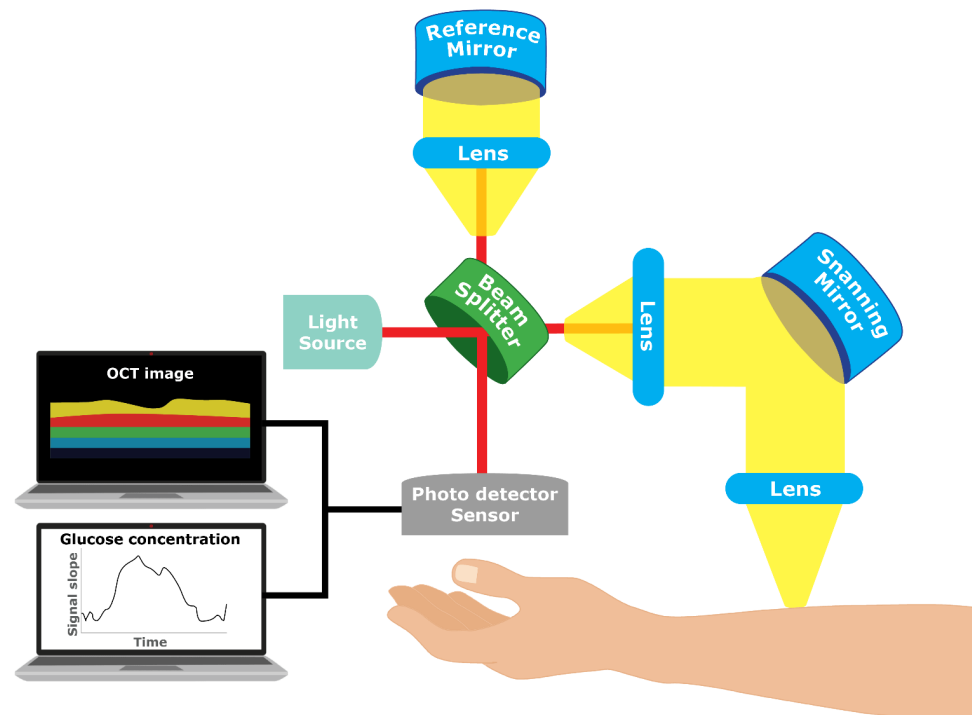 Reference
Mirror
Lens
Beam
Splitter
Lens
Snanning
Mirror
Light
Source
OCT image
Photo detector
Sensor
Lens
Glucose concentration
Signal slope
Time